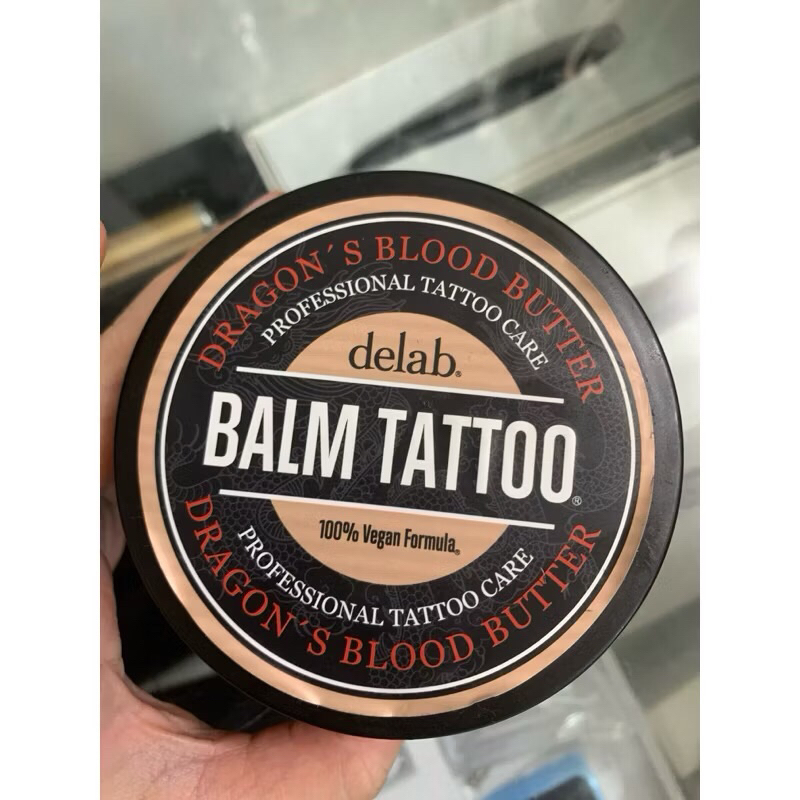 DRAGON´S BLOOD BUTTER
PROFESSIONAL TATTOO CARE
delab®
BALM TATTOO®
100% Vegan Formula®
PROFESSIONAL TATTOO CARE
DRAGON´S BLOOD BUTTER